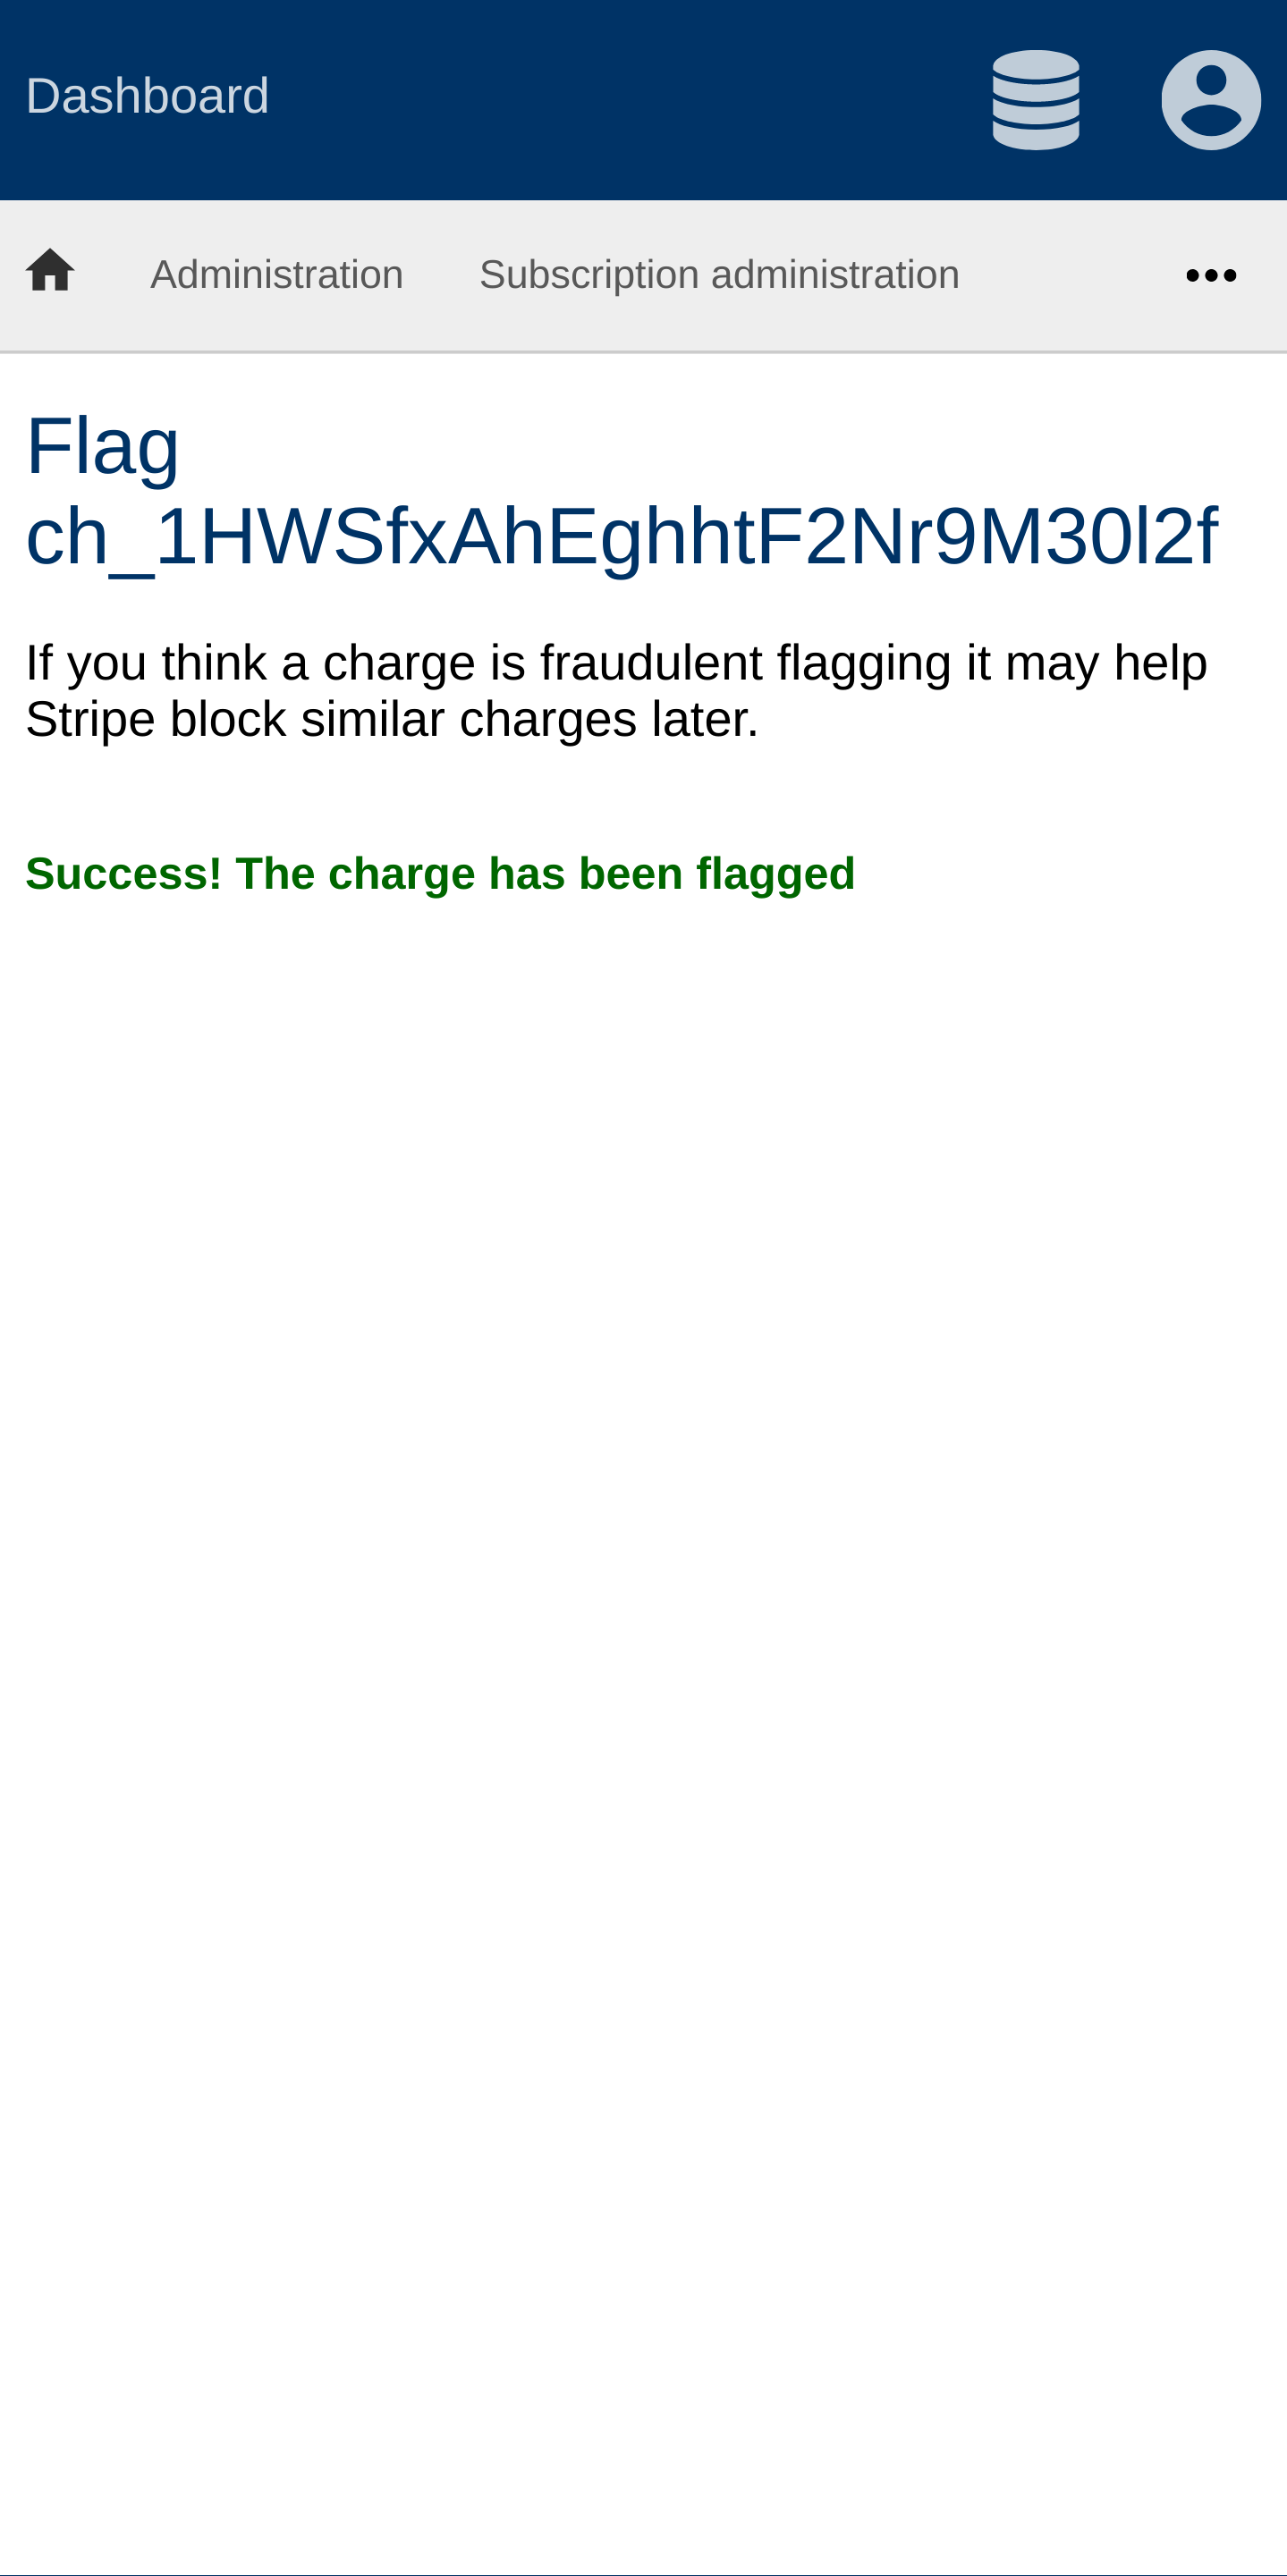 Dashboard
Administration Subscription administration
Flag
ch_1HWSfxAhEghhtF2Nr9M30l2f
If you think a charge is fraudulent flagging it may help
Stripe block similar charges later.
Success! The charge has been flagged